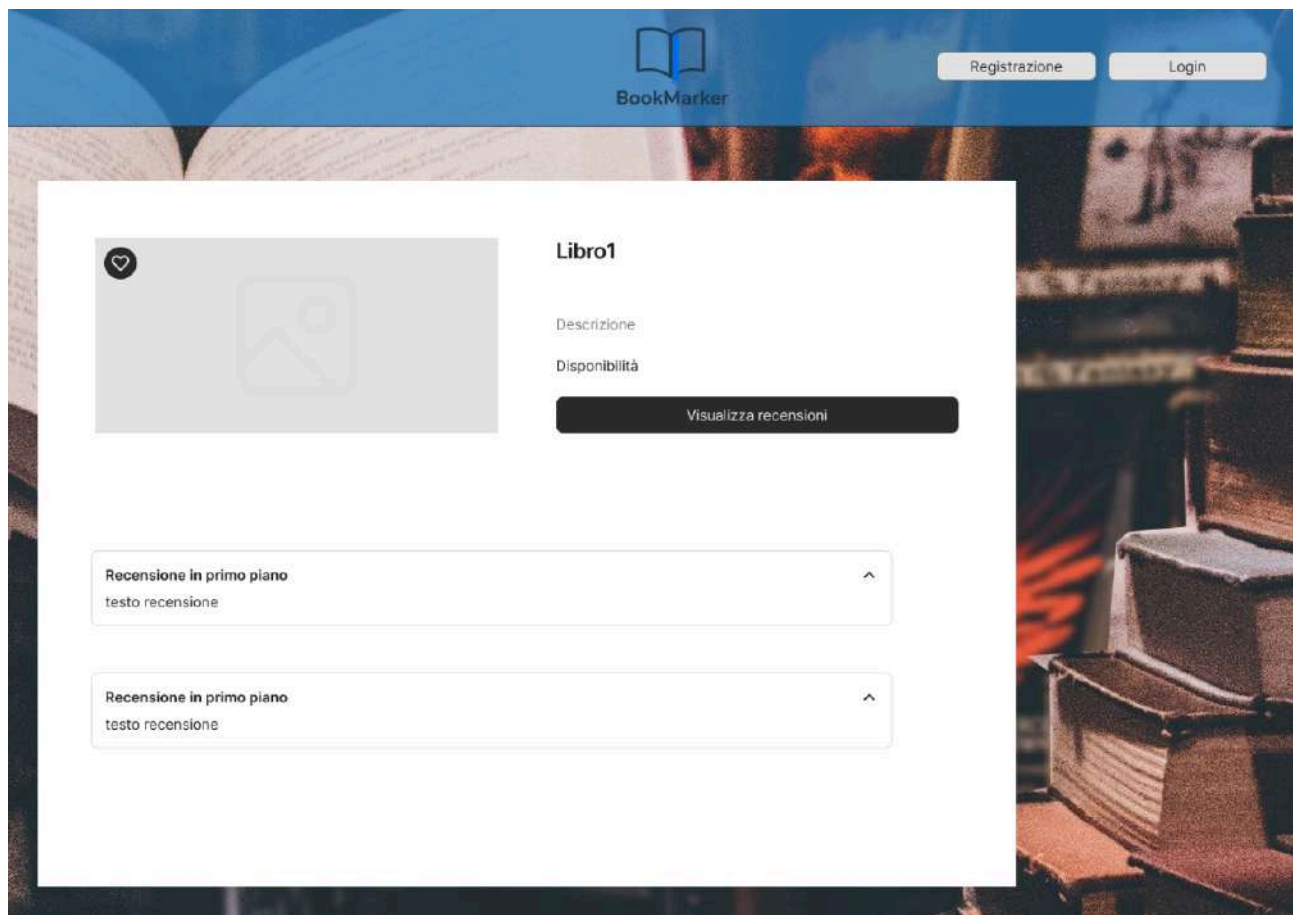 BookMarker
Registrazione
Login
Libro1
Descrizione
Disponibilità
Visualizza recensioni
Recensione in primo piano
testo recensione
Recensione in primo piano
testo recensione
Fantasy